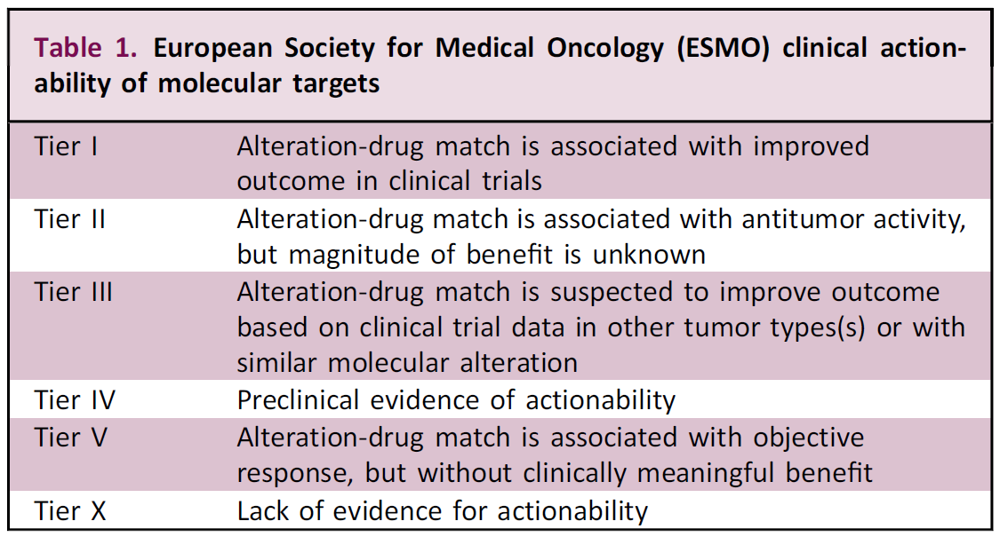 Table 1. European Society for Medical Oncology (ESMO) clinical action-
ability of molecular targets
Tier I Alteration-drug match is associated with improved
outcome in clinical trials
Tier II Alteration-drug match is associated with antitumor activity,
but magnitude of benefit is unknown
Tier III Alteration-drug match is suspected to improve outcome
based on clinical trial data in other tumor types(s) or with
similar molecular alteration
Tier IV Preclinical evidence of actionability
Tier V Alteration-drug match is associated with objective
response, but without clinically meaningful benefit
Tier X Lack of evidence for actionability